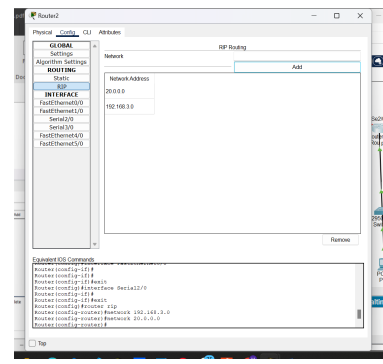 Router2
Physical Config CLI Attributes
GLOBAL
Settings
Algorithm Settings
ROUTING
Static
RIP
INTERFACE
FastEthernet0/0
FastEthernet1/0
Serial2/0
Serial3/0
FastEthernet4/0
FastEthernet5/0
RIP Routing
Network
Add
Network Address
20.0.0.0
192.168.3.0
Remove
Equivalent IOS Commands
Router(config-if)#
Router(config-if)#exit
Router(config)#interface Serial2/0
Router(config-if)#
Router(config-if)#exit
Router(config)#router rip
Router(config-router)#network 192.168.3.0
Router(config-router)#network 20.0.0.0
Router(config-router)#
Top